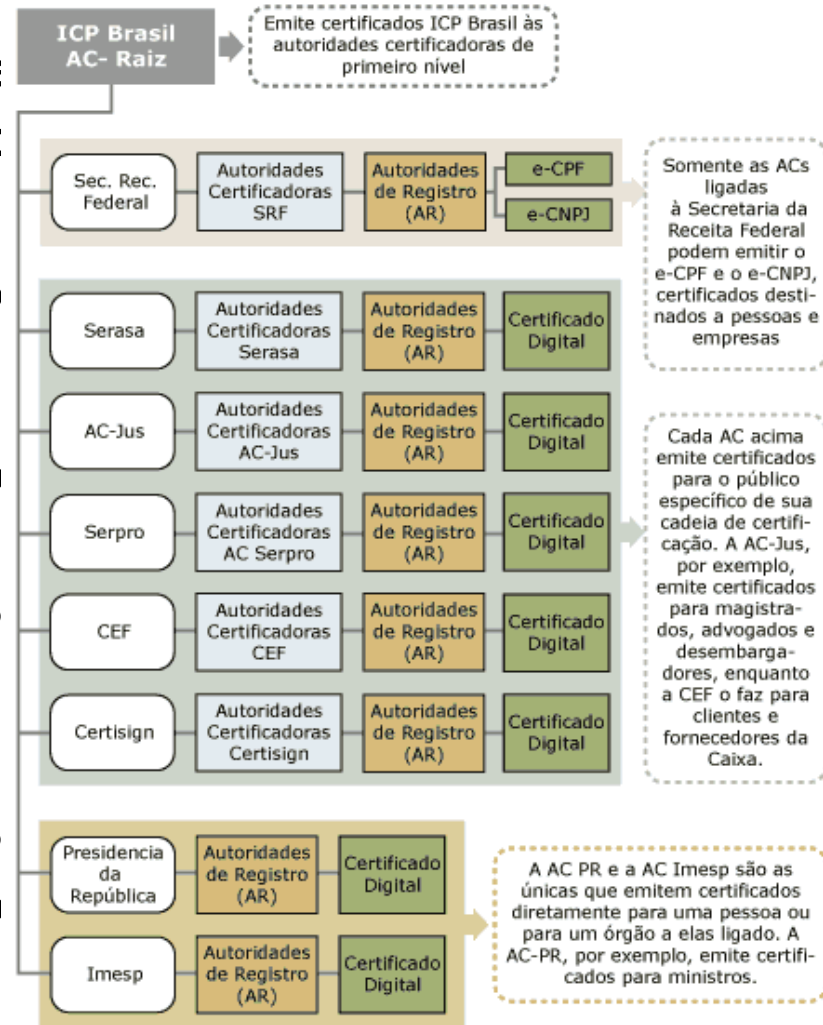 ICP Brasil
AC- Raiz
Emite certificados ICP Brasil às
autoridades certificadoras de
primeiro nível
Sec. Rec.
Federal
Autoridades
Certificadoras
SRF
Autoridades
de Registro
(AR)
e-CPF
e-CNPJ
Somente as ACs
ligadas
à Secretaria da
Receita Federal
podem emitir o
e-CPF e o e-CNPJ,
certificados desti-
nados a pessoas e
empresas
Serasa
Autoridades
Certificadoras
Serasa
Autoridades
de Registro
(AR)
Certificado
Digital
AC-Jus
Autoridades
Certificadoras
AC-Jus
Autoridades
de Registro
(AR)
Certificado
Digital
Serpro
Autoridades
Certificadoras
AC Serpro
Autoridades
de Registro
(AR)
Certificado
Digital
CEF
Autoridades
Certificadoras
CEF
Autoridades
de Registro
(AR)
Certificado
Digital
Certisign
Autoridades
Certificadoras
Certisign
Autoridades
de Registro
(AR)
Certificado
Digital
Cada AC acima
emite certificados
para o público
específico de sua
cadeia de certifi-
cação. A AC-Jus,
por exemplo,
emite certificados
para magistra-
dos, advogados e
desembarga-
dores, enquanto
a CEF o faz para
clientes e
fornecedores da
Caixa.
Presidencia
da
República
Autoridades
de Registro
(AR)
Certificado
Digital
Imesp
Autoridades
de Registro
(AR)
Certificado
Digital
A AC PR e a AC Imesp são as
únicas que emitem certificados
diretamente para uma pessoa ou
para um órgão a elas ligado. A
AC-PR, por exemplo, emite certifi-
cados para ministros.